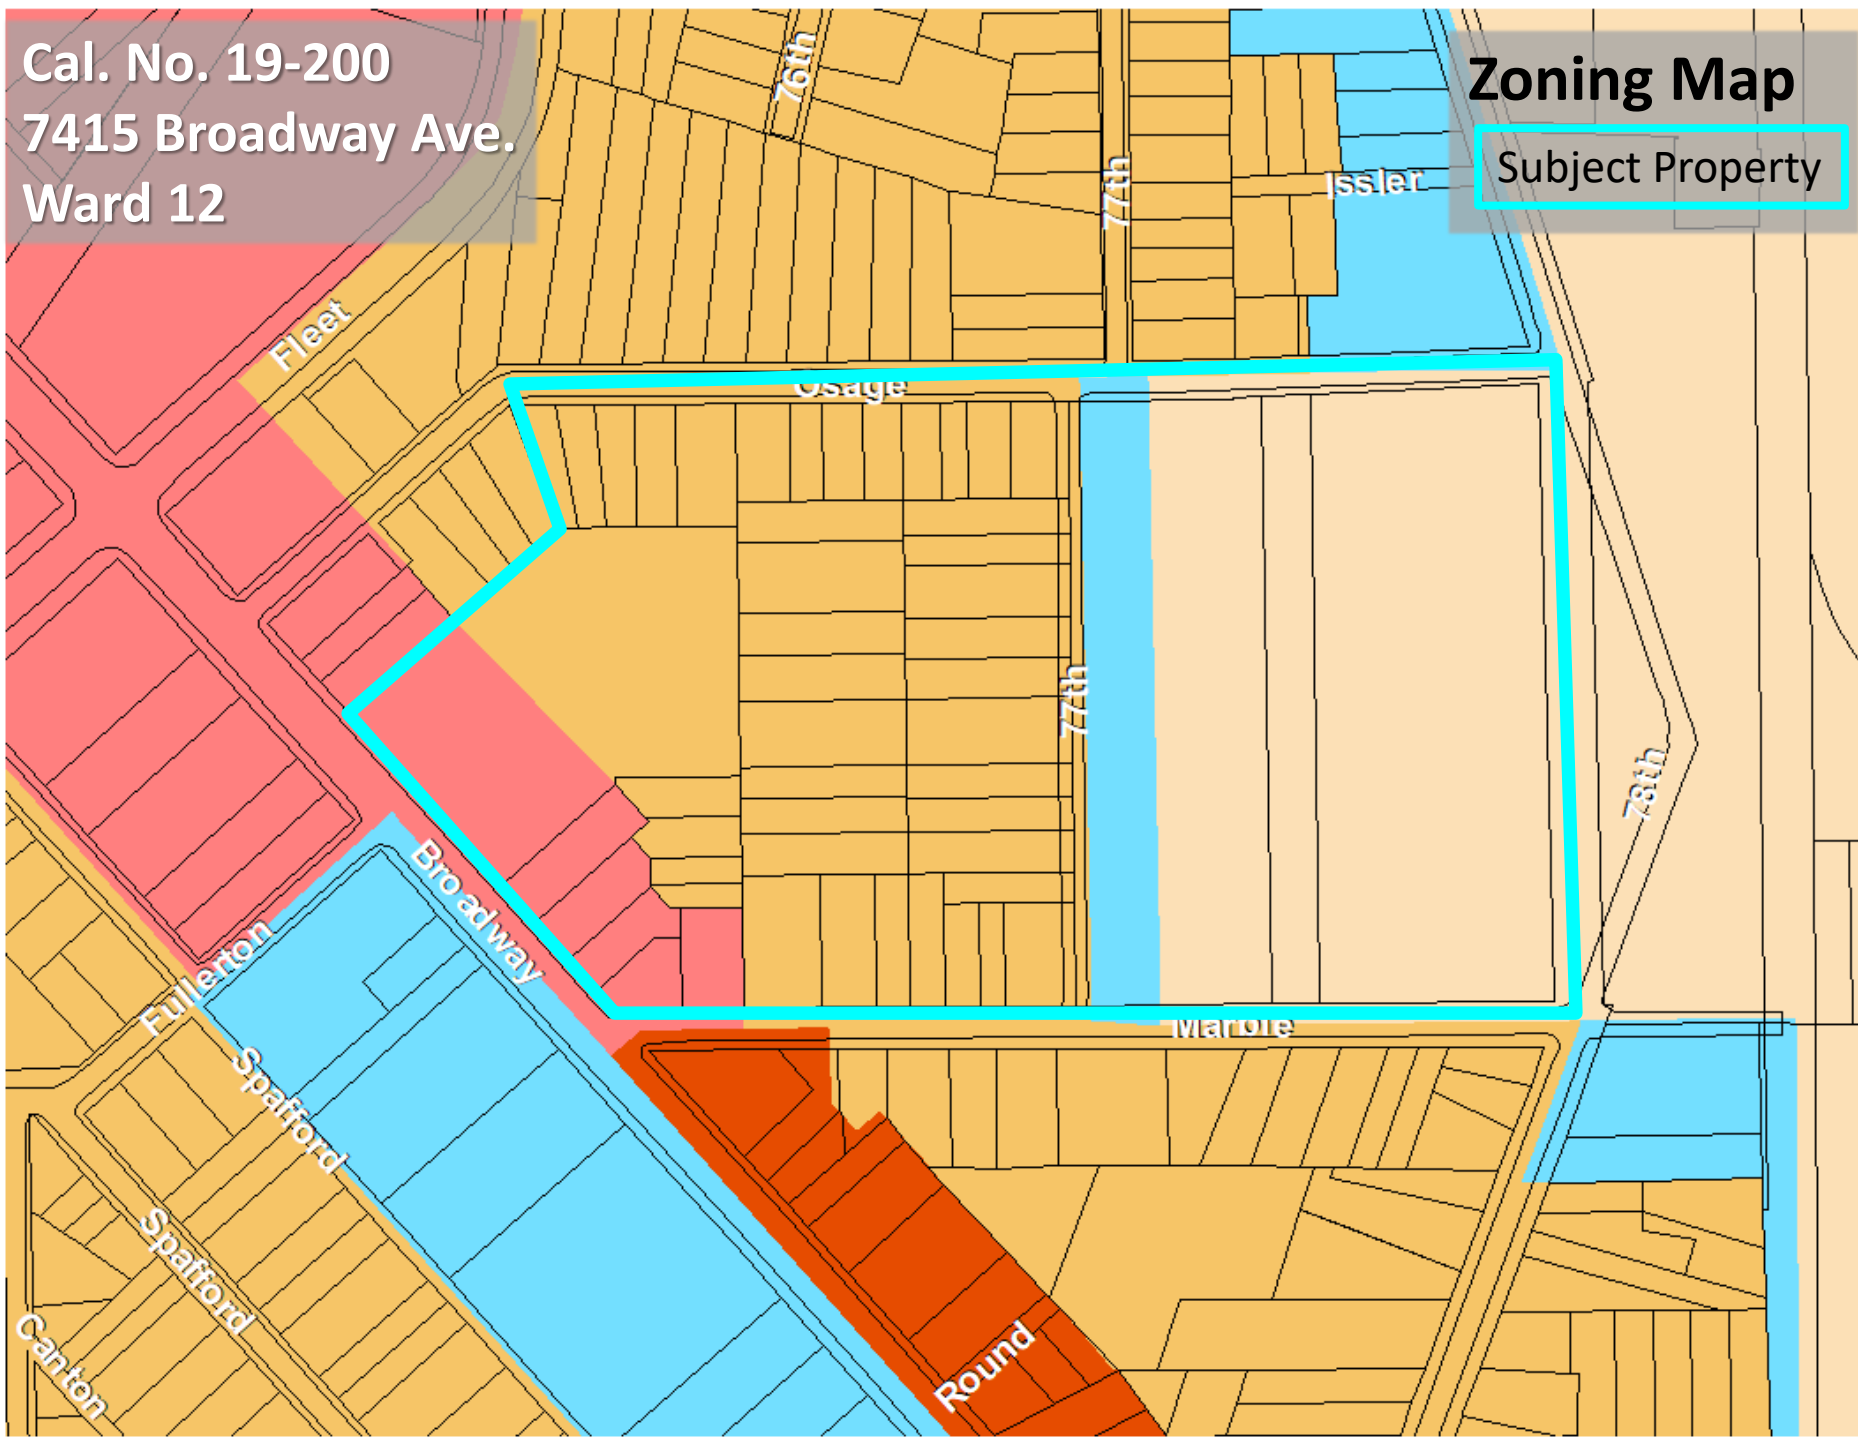 Cal. No. 19-200
7415 Broadway Ave.
Ward 12
Zoning Map
Subject Property
76th
77th
Issler
Fleet
Osage
77th
78th
Broadway
Fullerton
Marble
Spafford
Spafford
Canton
Round